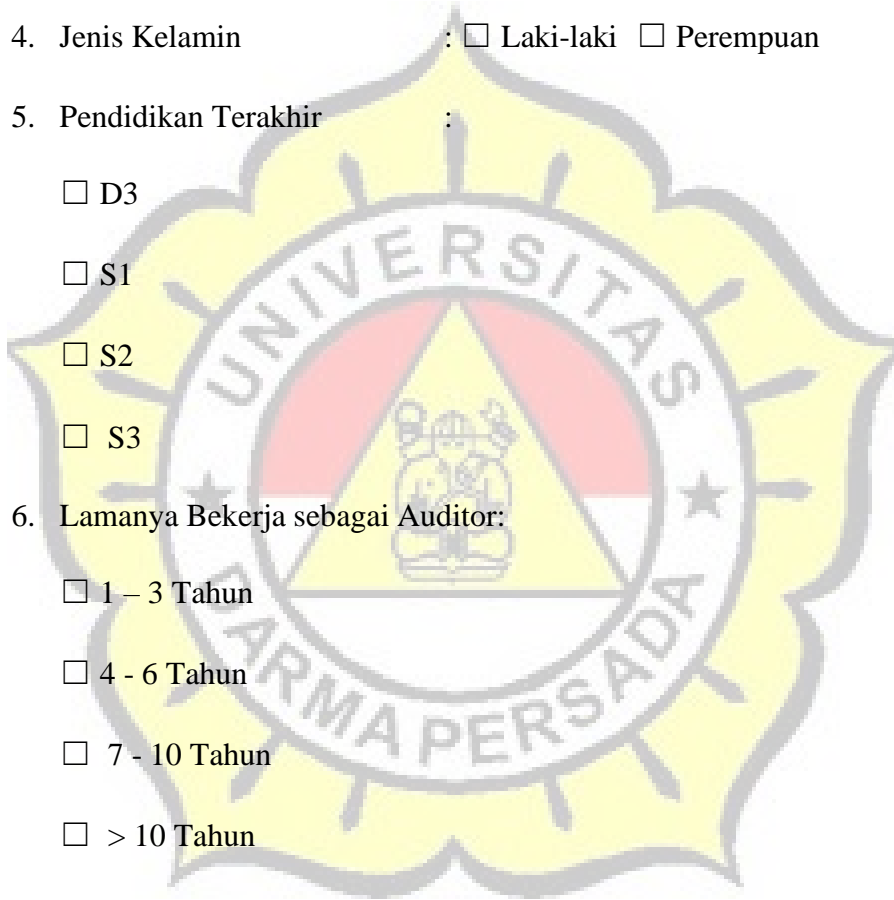 4. Jenis Kelamin : ☐ Laki-laki ☐ Perempuan
5. Pendidikan Terakhir :
☐ D3
☐ S1
☐ S2
☐ S3
6. Lamanya Bekerja sebagai Auditor:
☐ 1 – 3 Tahun
☐ 4 - 6 Tahun
☐ 7 - 10 Tahun
☐ > 10 Tahun
UNIVERSITAS
DARMA PERSADA